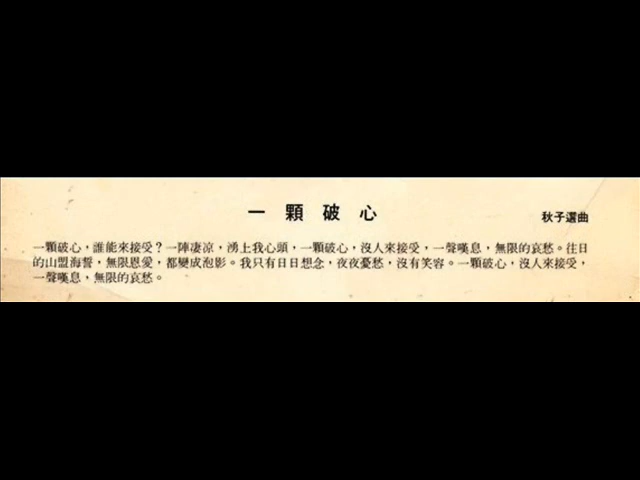 一顆破心
秋子選曲
一顆破心，誰能來接受？一陣凄凉，湧上我心頭，一顆破心，沒人來接受，一聲嘆息，無限的哀愁。往日
的山盟海誓，無限恩愛，都變成泡影。我只有日日想念，夜夜憂愁，沒有笑容。一顆破心，沒人來接受，
一聲嘆息，無限的哀愁。